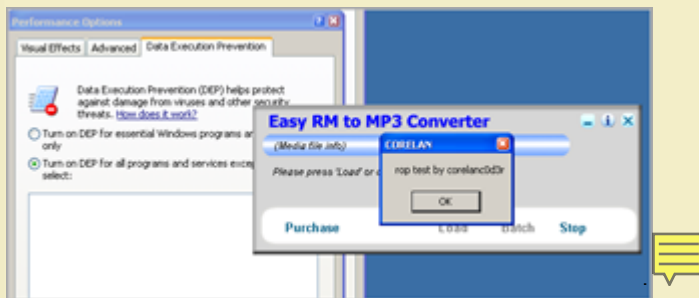 Performance Options
Visual Effects
Advanced
Data Execution Prevention
Data Execution Prevention (DEP) helps protect
against damage from viruses and other security
threats. How does it work?
Turn on DEP for essential Windows programs
only
Turn on DEP for all programs and services
select:
Easy RM to MP3 Converter
(Media file info)
Please press 'Load' or
CORELAN
rop test by corelanc0d3r
OK
Purchase
Load
Batch
Stop